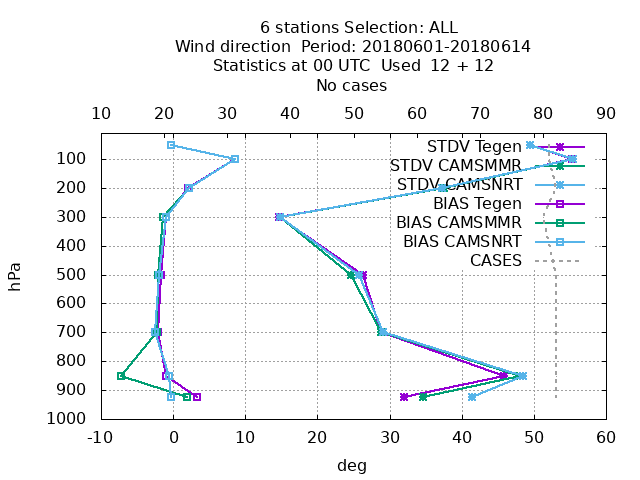 6 stations Selection: ALL
Wind direction  Period: 20180601-20180614
Statistics at 00 UTC  Used  12 + 12
No cases
10 20 30 40 50 60 70 80 90
STDV Tegen
STDV CAMSMMR
STDV CAMSNRT
BIAS Tegen
BIAS CAMSMMR
BIAS CAMSNRT
CASES
hPa
100
200
300
400
500
600
700
800
900
1000
-10 0 10 20 30 40 50 60
deg